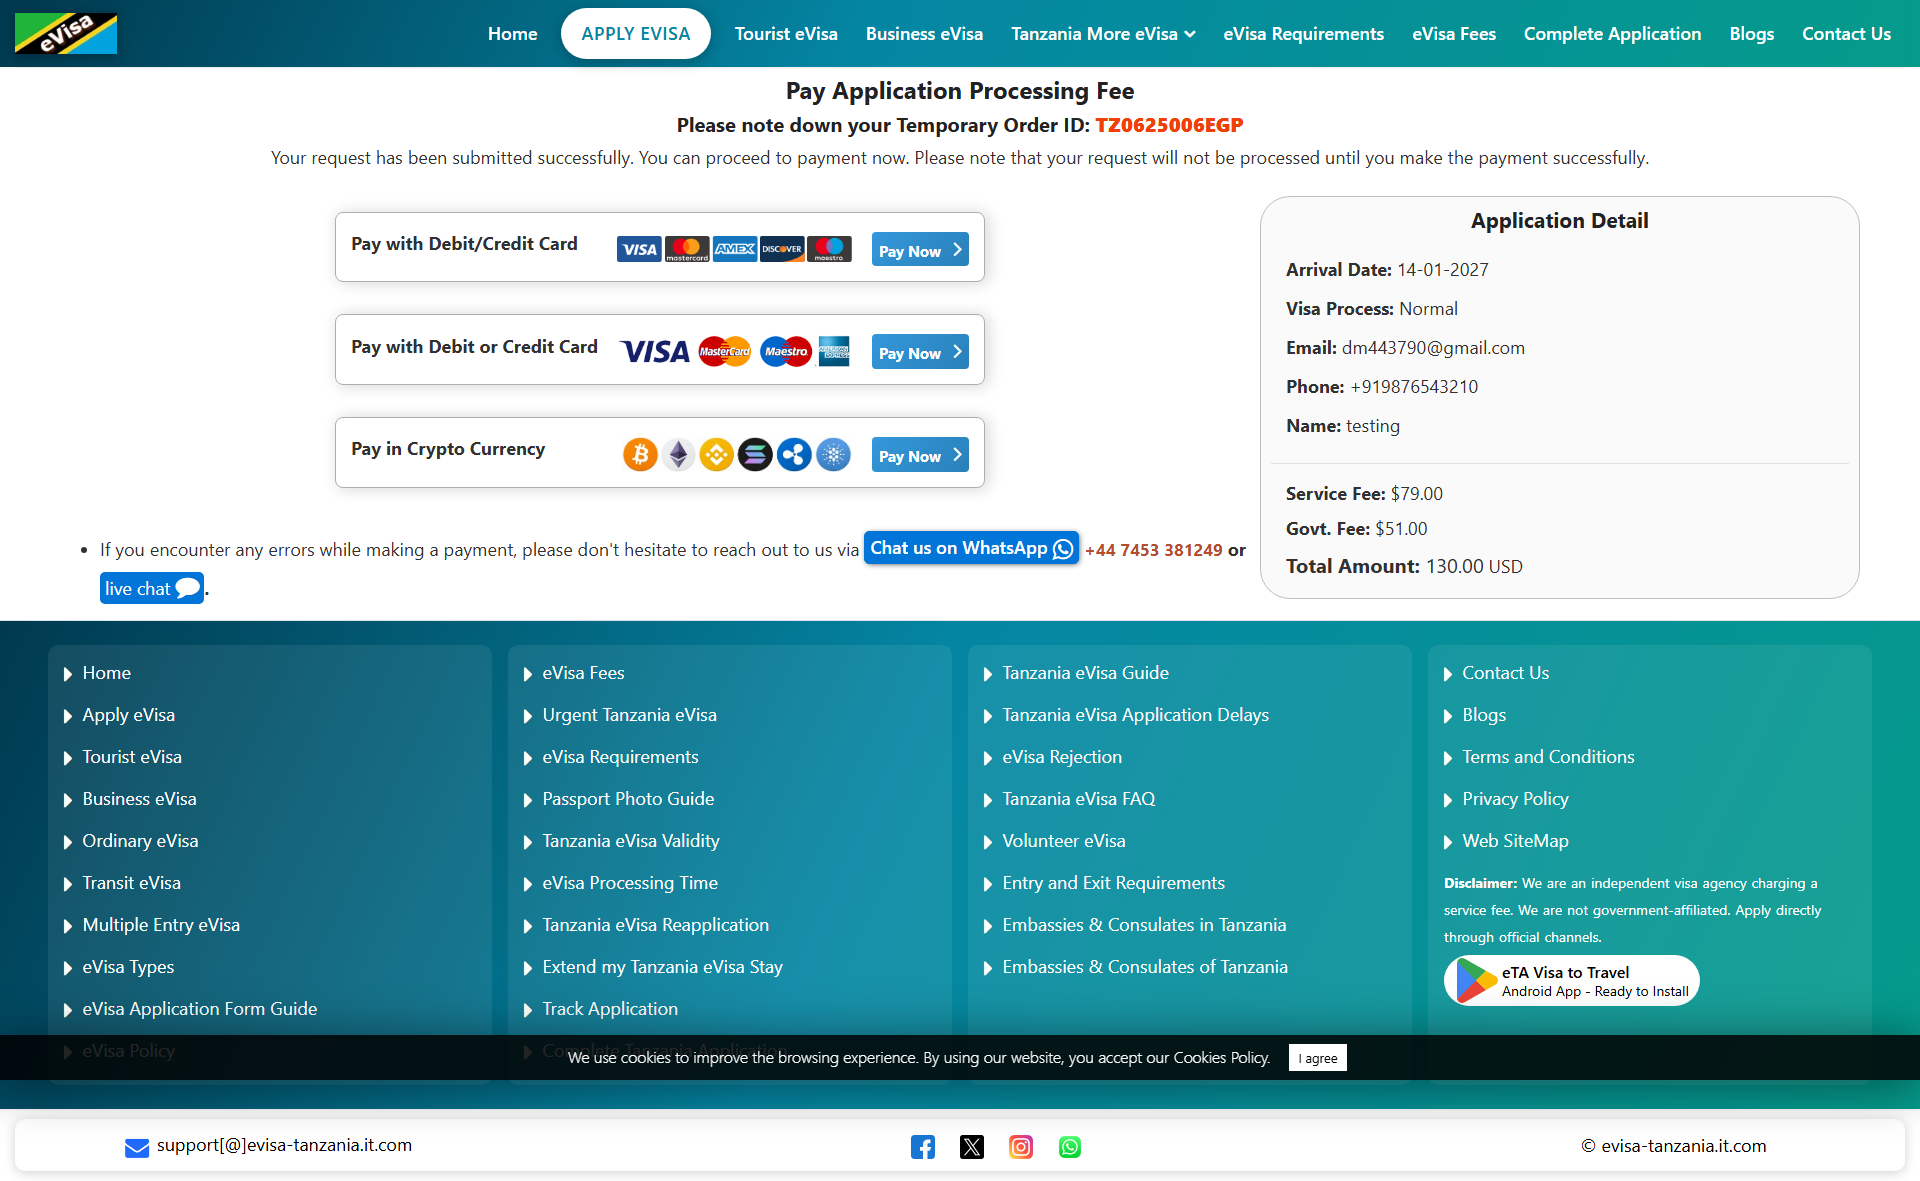 eVisa
Home
APPLY EVISA
Tourist eVisa
Business eVisa
Tanzania More eVisa
eVisa Requirements
eVisa Fees
Complete Application
Blogs
Contact Us
Pay Application Processing Fee
Please note down your Temporary Order ID: TZ0625006EGP
Your request has been submitted successfully. You can proceed to payment now. Please note that your request will not be processed until you make the payment successfully.
Pay with Debit/Credit Card
VISA
mastercard
AMEX
DISCOVER
maestro
Pay Now
Pay with Debit or Credit Card
VISA
MasterCard
Maestro
AMERICAN EXPRESS
Pay Now
Pay in Crypto Currency
Pay Now
• If you encounter any errors while making a payment, please don't hesitate to reach out to us via Chat us on WhatsApp +44 7453 381249 or
live chat .
Application Detail
Arrival Date: 14-01-2027
Visa Process: Normal
Email: dm443790@gmail.com
Phone: +919876543210
Name: testing
Service Fee: $79.00
Govt. Fee: $51.00
Total Amount: 130.00 USD
Home
Apply eVisa
Tourist eVisa
Business eVisa
Ordinary eVisa
Transit eVisa
Multiple Entry eVisa
eVisa Types
eVisa Application Form Guide
eVisa Policy
eVisa Fees
Urgent Tanzania eVisa
eVisa Requirements
Passport Photo Guide
Tanzania eVisa Validity
eVisa Processing Time
Tanzania eVisa Reapplication
Extend my Tanzania eVisa Stay
Track Application
Complete Tanzania Application
Tanzania eVisa Guide
Tanzania eVisa Application Delays
eVisa Rejection
Tanzania eVisa FAQ
Volunteer eVisa
Entry and Exit Requirements
Embassies & Consulates in Tanzania
Embassies & Consulates of Tanzania
Contact Us
Blogs
Terms and Conditions
Privacy Policy
Web SiteMap
Disclaimer: We are an independent visa agency charging a
service fee. We are not government-affiliated. Apply directly
through official channels.
eTA Visa to Travel
Android App - Ready to Install
We use cookies to improve the browsing experience. By using our website, you accept our Cookies Policy.
I agree
support[@]evisa-tanzania.it.com
© evisa-tanzania.it.com